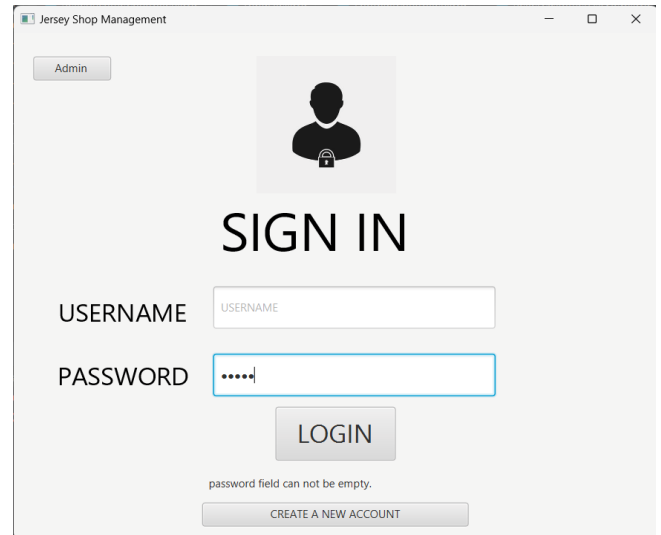 Jersey Shop Management
Admin
SIGN IN
USERNAME
USERNAME
PASSWORD
•••••
LOGIN
password field can not be empty.
CREATE A NEW ACCOUNT